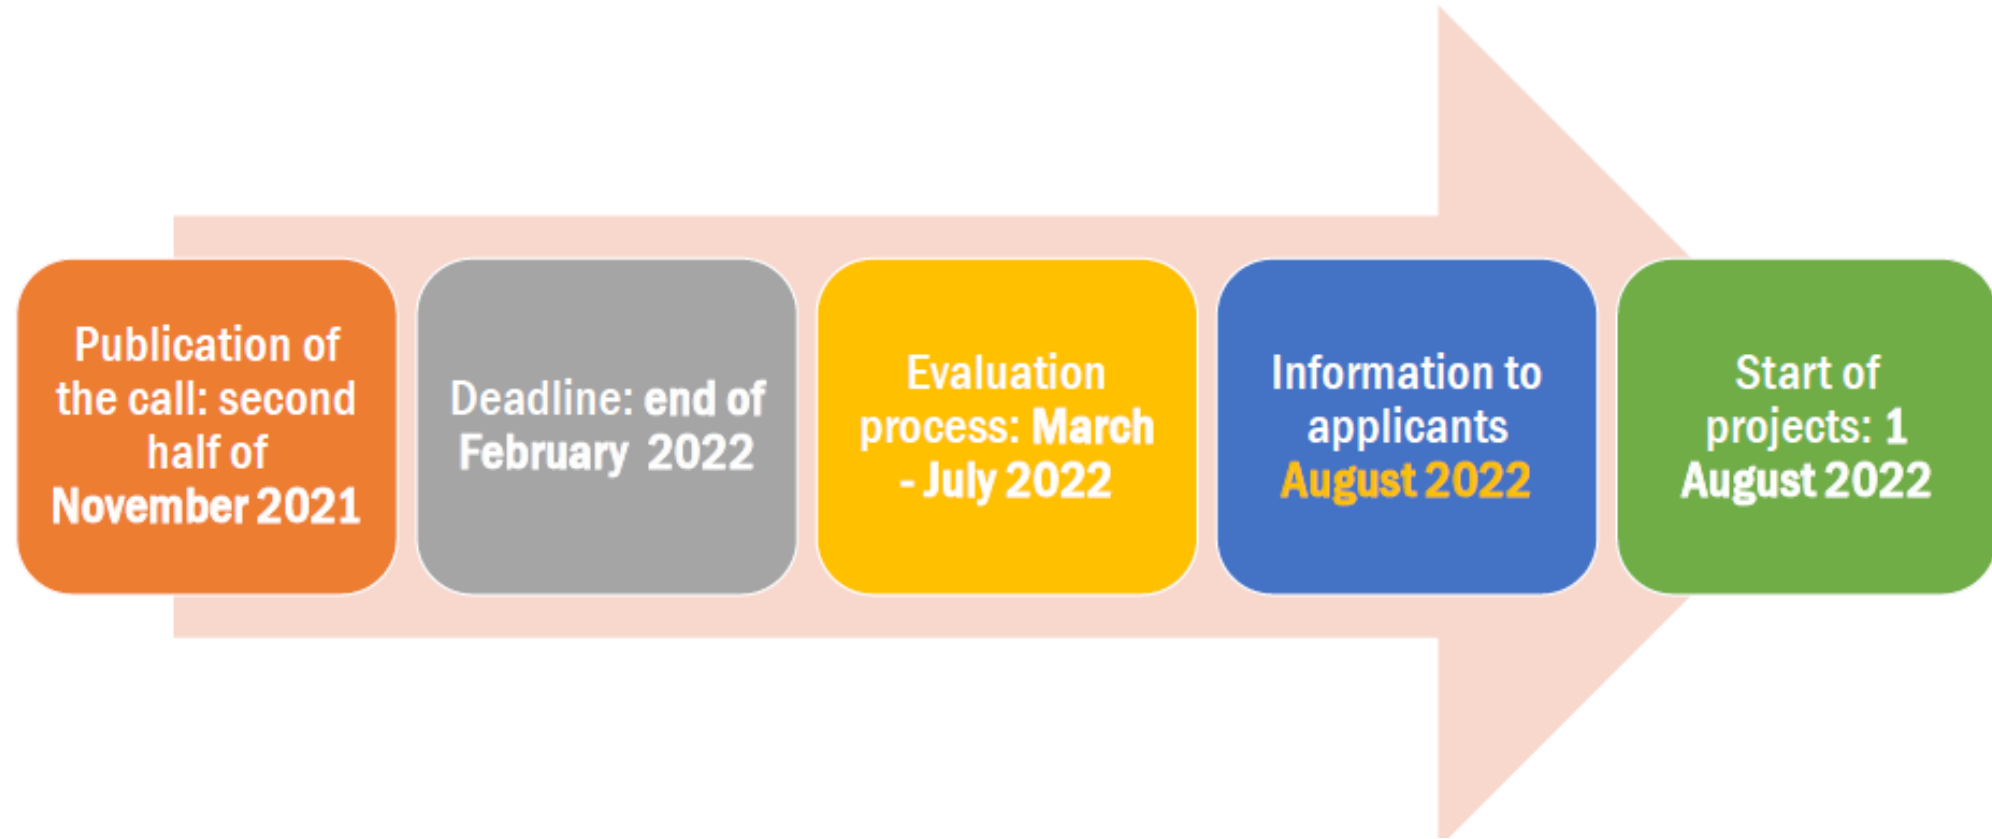 Publication of
the call: second
half of
November 2021
Deadline: end of
February 2022
Evaluation
process: March
- July 2022
Information to
applicants
August 2022
Start of
projects: 1
August 2022